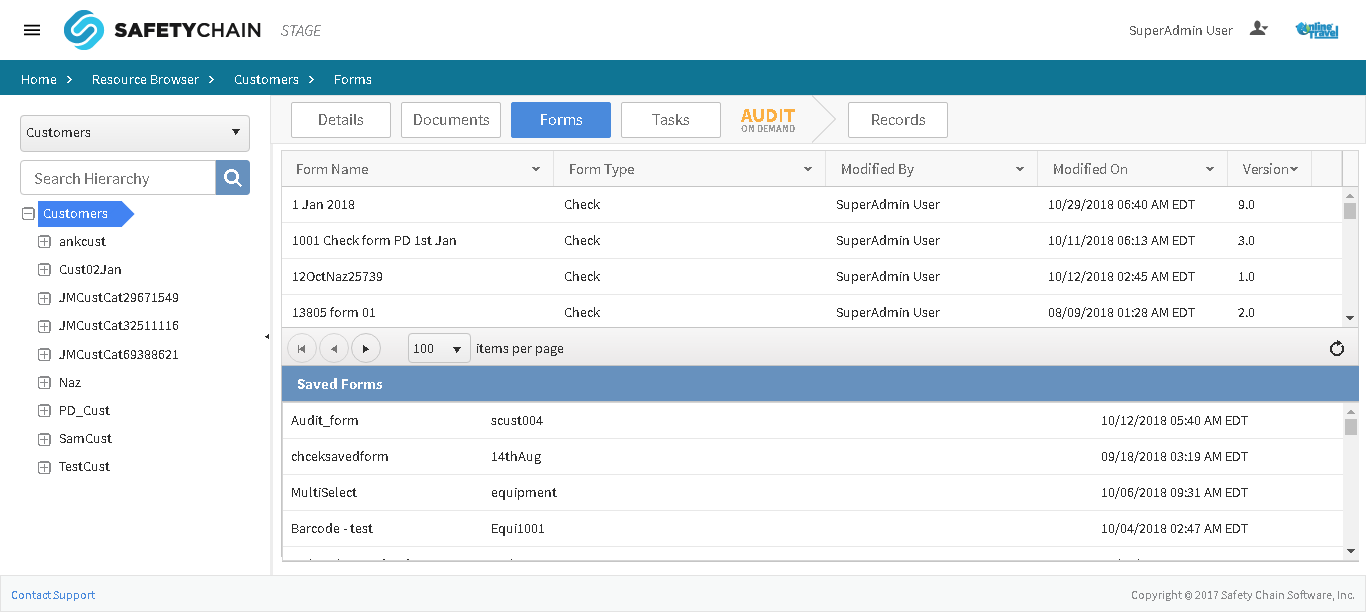 SAFETYCHAIN STAGE
SuperAdmin User
Online Travel
Home > Resource Browser > Customers > Forms
Customers
Search Hierarchy
Customers
ankcust
Cust02Jan
JMCustCat29671549
JMCustCat32511116
JMCustCat69388621
Naz
PD_Cust
SamCust
TestCust
Details Documents Forms Tasks AUDIT ON DEMAND Records
Form Name Form Type Modified By Modified On Version
1 Jan 2018 Check SuperAdmin User 10/29/2018 06:40 AM EDT 9.0
1001 Check form PD 1st Jan Check SuperAdmin User 10/11/2018 06:13 AM EDT 3.0
12OctNaz25739 Check SuperAdmin User 10/12/2018 02:45 AM EDT 1.0
13805 form 01 Check SuperAdmin User 08/09/2018 01:28 AM EDT 2.0
100 items per page
Saved Forms
Audit_form scust004 10/12/2018 05:40 AM EDT
chceksavedform 14thAug 09/18/2018 03:19 AM EDT
MultiSelect equipment 10/06/2018 09:31 AM EDT
Barcode - test Equi1001 10/04/2018 02:47 AM EDT
Contact Support
Copyright © 2017 Safety Chain Software, Inc.